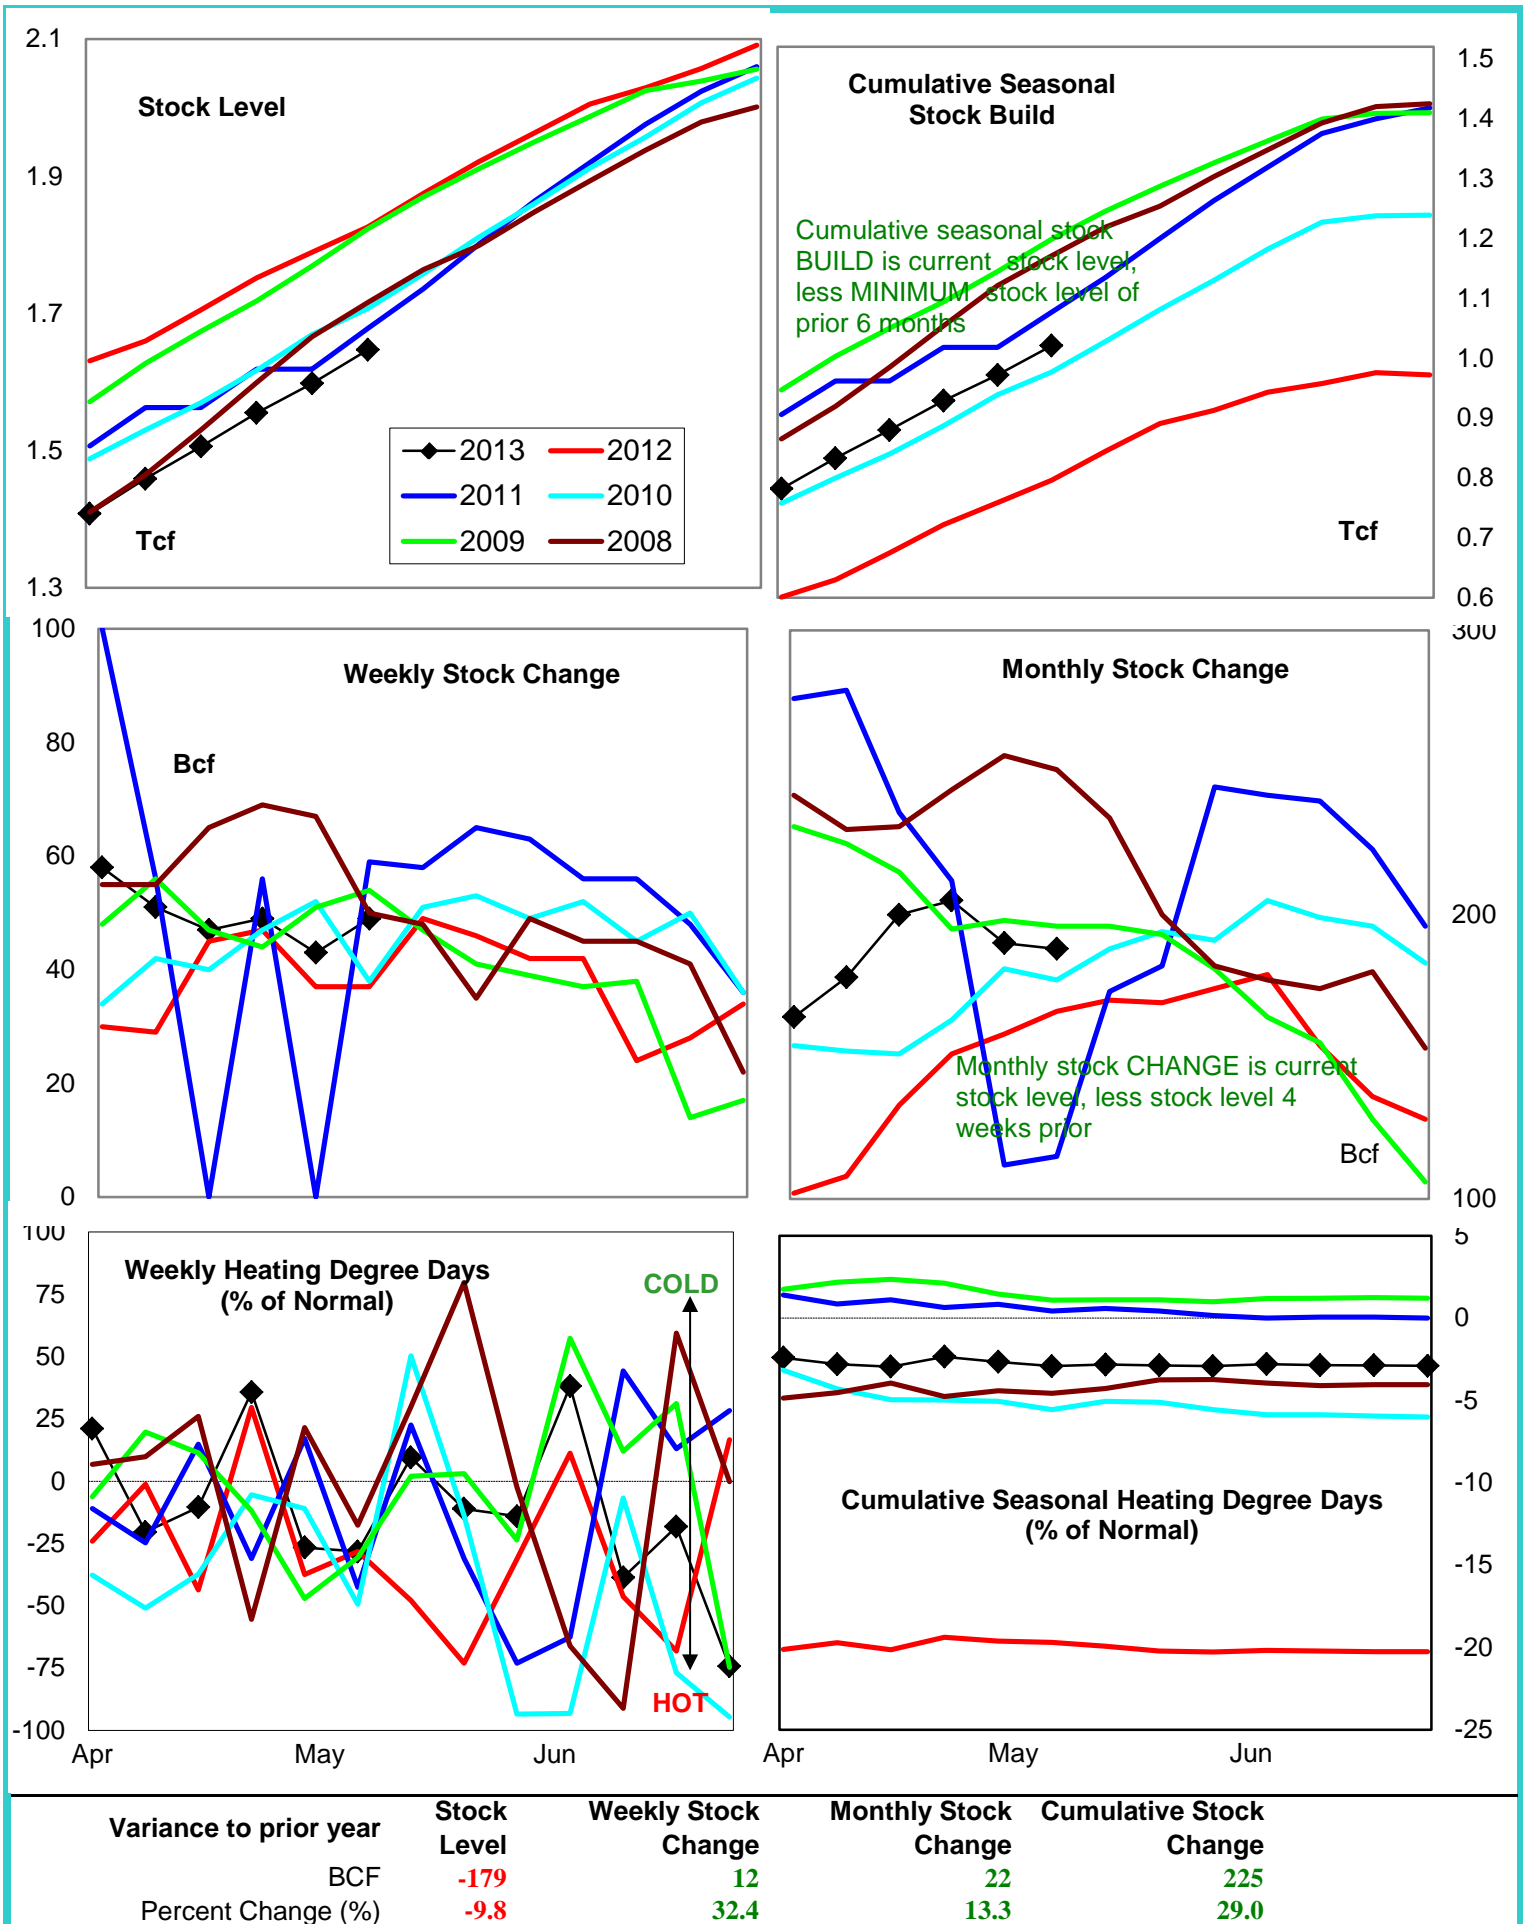 2.1
1.9
1.7
1.5
1.3
Stock Level
Tcf
2013
2012
2011
2010
2009
2008
Cumulative Seasonal
Stock Build
Cumulative seasonal stock
BUILD is current stock level,
less MINIMUM stock level of
prior 6 months
Tcf
1.5
1.4
1.3
1.2
1.1
1.0
0.9
0.8
0.7
0.6
100
80
60
40
20
0
Weekly Stock Change
Bcf
Monthly Stock Change
Monthly stock CHANGE is current
stock level, less stock level 4
weeks prior
Bcf
300
200
100
100
75
50
25
0
-25
-50
-75
-100
Weekly Heating Degree Days
(% of Normal)
COLD
HOT
Apr May Jun
5
0
-5
-10
-15
-20
-25
Cumulative Seasonal Heating Degree Days
(% of Normal)
Apr May Jun
Variance to prior year
Stock
Level
Weekly Stock
Change
Monthly Stock
Change
Cumulative Stock
Change
BCF -179 12 22 225
Percent Change (%) -9.8 32.4 13.3 29.0